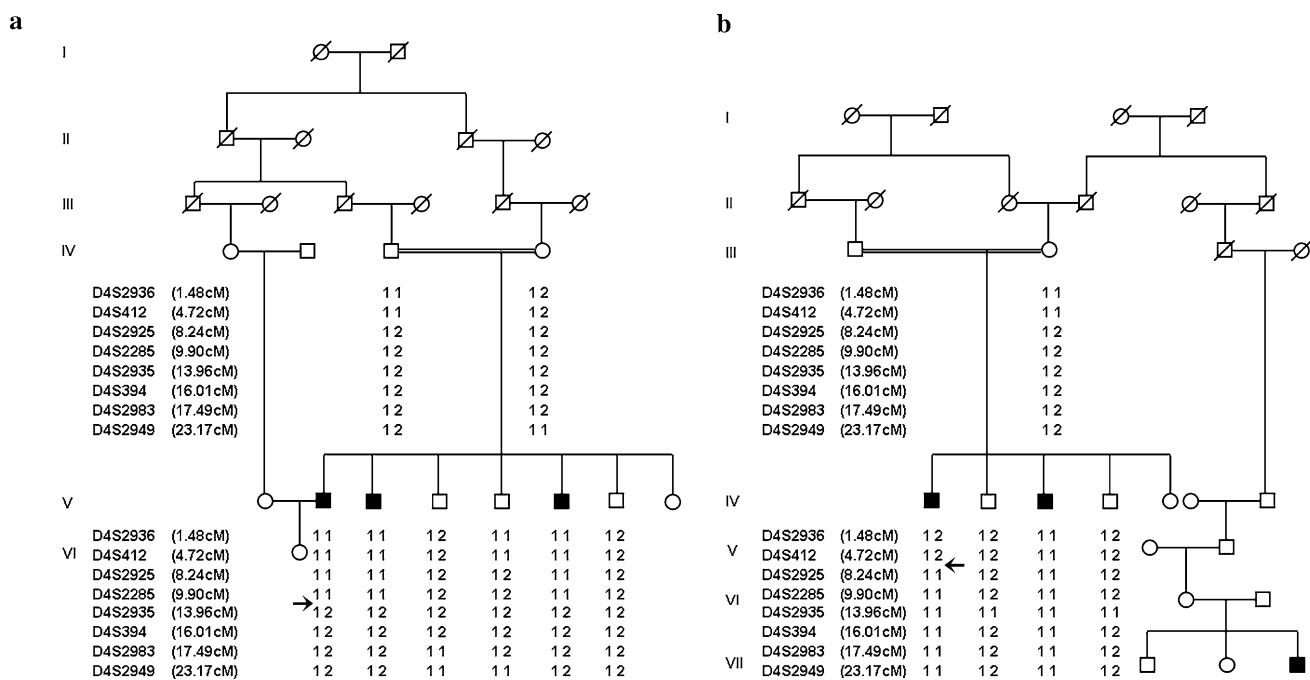 a
I
II
III
IV
D4S2936 (1.48cM) 1 1 1 2
D4S412 (4.72cM) 1 1 1 2
D4S2925 (8.24cM) 1 2 1 2
D4S2285 (9.90cM) 1 2 1 2
D4S2935 (13.96cM) 1 2 1 2
D4S394 (16.01cM) 1 2 1 2
D4S2983 (17.49cM) 1 2 1 2
D4S2949 (23.17cM) 1 2 1 1
V
D4S2936 (1.48cM) 1 1 1 1 1 2 1 1 1 1 1 2
VI D4S412 (4.72cM) 1 1 1 1 1 2 1 1 1 1 1 2
D4S2925 (8.24cM) 1 1 1 1 1 2 1 2 1 1 1 2
D4S2285 (9.90cM) 1 1 1 1 1 2 1 2 1 1 1 2
D4S2935 (13.96cM) 1 2 1 2 1 2 1 2 1 2 1 2
D4S394 (16.01cM) 1 2 1 2 1 2 1 2 1 2 1 2
D4S2983 (17.49cM) 1 2 1 1 1 2 1 2 1 2 1 2
D4S2949 (23.17cM) 1 2 1 2 1 1 1 1 1 2 1 2
b
I
II
III
D4S2936 (1.48cM) 1 1
D4S412 (4.72cM) 1 1
D4S2925 (8.24cM) 1 2
D4S2285 (9.90cM) 1 2
D4S2935 (13.96cM) 1 2
D4S394 (16.01cM) 1 2
D4S2983 (17.49cM) 1 2
D4S2949 (23.17cM) 1 2
IV
D4S2936 (1.48cM) 1 2 1 2 1 1 1 2
V D4S412 (4.72cM) 1 2 1 2 1 1 1 2
D4S2925 (8.24cM) 1 1 1 2 1 1 1 2
VI D4S2285 (9.90cM) 1 1 1 2 1 1 1 2
D4S2935 (13.96cM) 1 1 1 1 1 1 1 1
D4S394 (16.01cM) 1 1 1 2 1 1 1 2
D4S2983 (17.49cM) 1 1 1 2 1 1 1 2
VII D4S2949 (23.17cM) 1 1 1 2 1 1 1 2